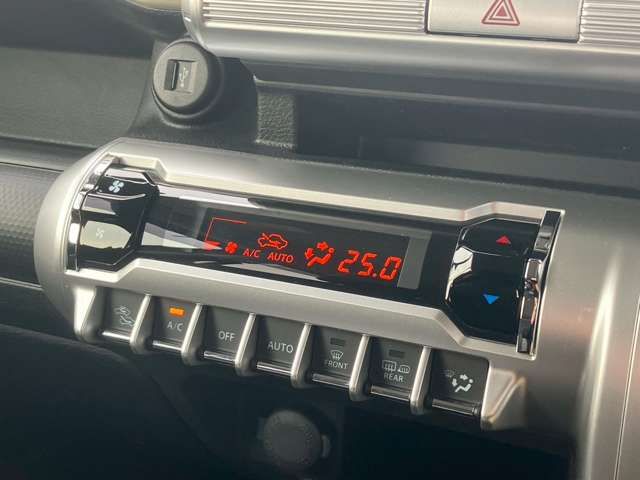 A/C AUTO 25.0
A/C
OFF
AUTO
FRONT
REAR